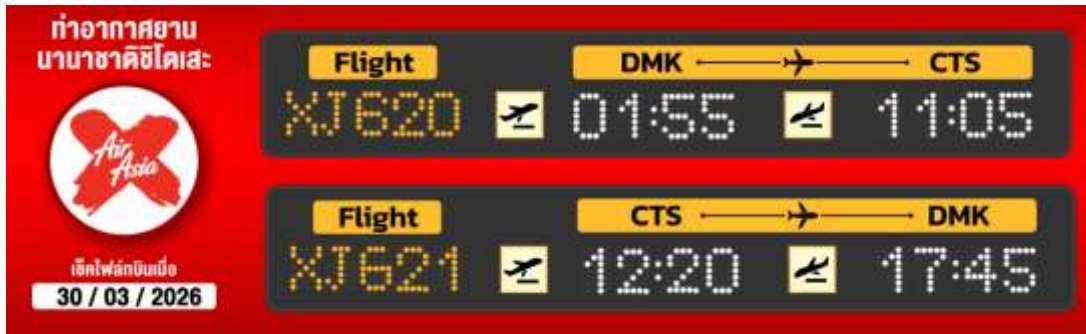 ท่าอากาศยาน
นานาชาติชิโตเสะ
Air
Asia
X
เช็คไฟล์ทบินเมื่อ
30 / 03 / 2026
Flight DMK CTS
XJ620 01:55 11:05
Flight CTS DMK
XJ621 12:20 17:45